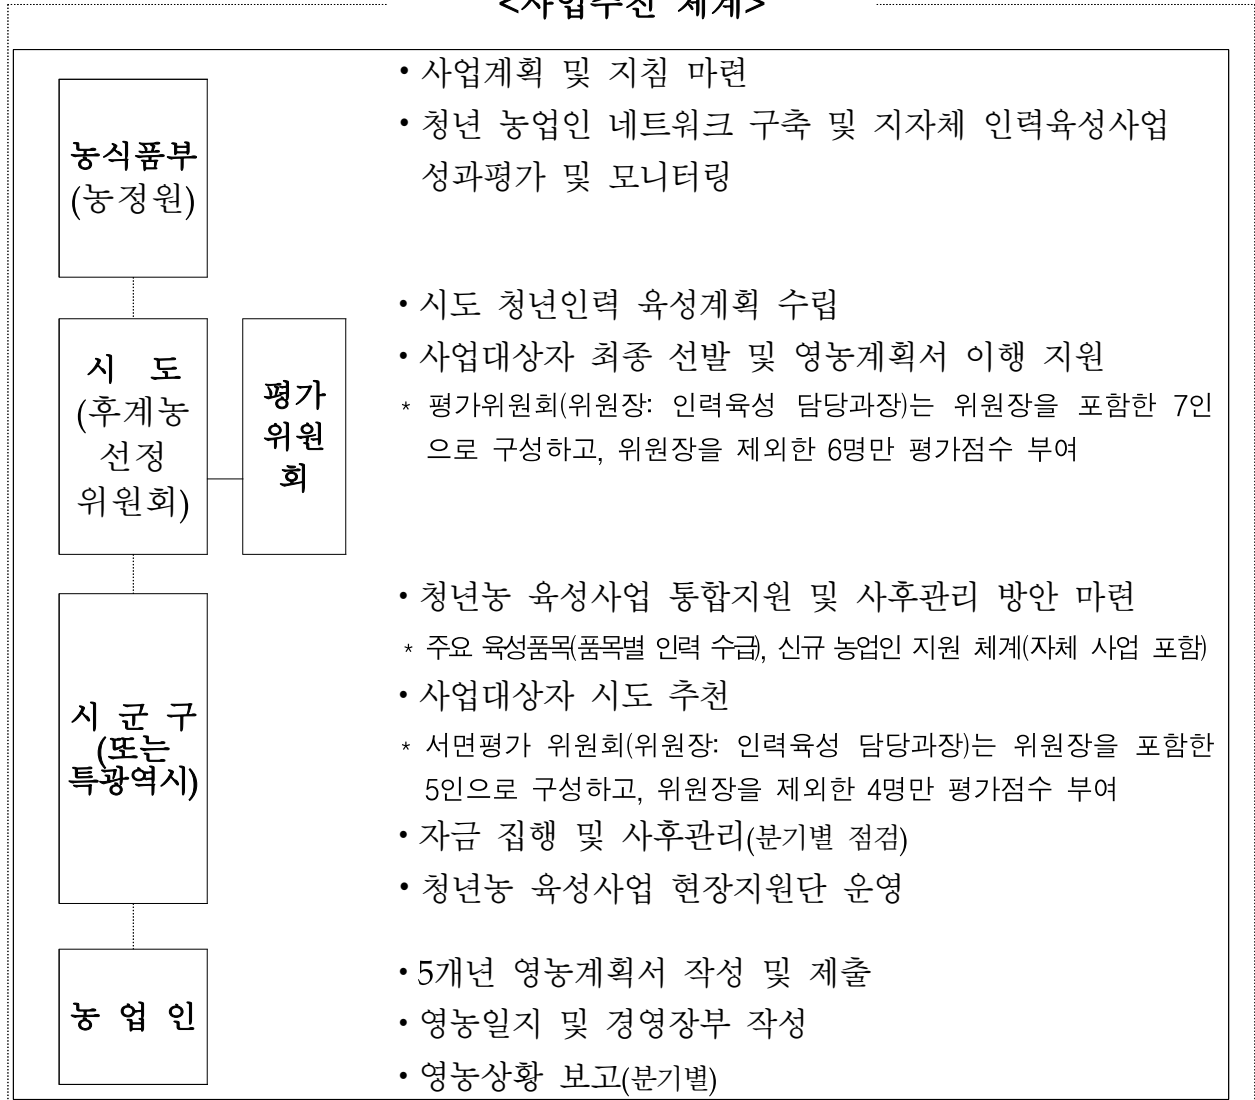 <사업추진 체계>
농식품부
(농정원)
• 사업계획 및 지침 마련
• 청년 농업인 네트워크 구축 및 지자체 인력육성사업
성과평가 및 모니터링
시 도
(후계농
선정
위원회)
평가
위원
회
• 시도 청년인력 육성계획 수립
• 사업대상자 최종 선발 및 영농계획서 이행 지원
* 평가위원회(위원장: 인력육성 담당과장)는 위원장을 포함한 7인
으로 구성하고, 위원장을 제외한 6명만 평가점수 부여
시 군 구
(또는
특광역시)
• 청년농 육성사업 통합지원 및 사후관리 방안 마련
* 주요 육성품목(품목별 인력 수급), 신규 농업인 지원 체계(자체 사업 포함)
• 사업대상자 시도 추천
* 서면평가 위원회(위원장: 인력육성 담당과장)는 위원장을 포함한
5인으로 구성하고, 위원장을 제외한 4명만 평가점수 부여
• 자금 집행 및 사후관리(분기별 점검)
• 청년농 육성사업 현장지원단 운영
농 업 인
• 5개년 영농계획서 작성 및 제출
• 영농일지 및 경영장부 작성
• 영농상황 보고(분기별)